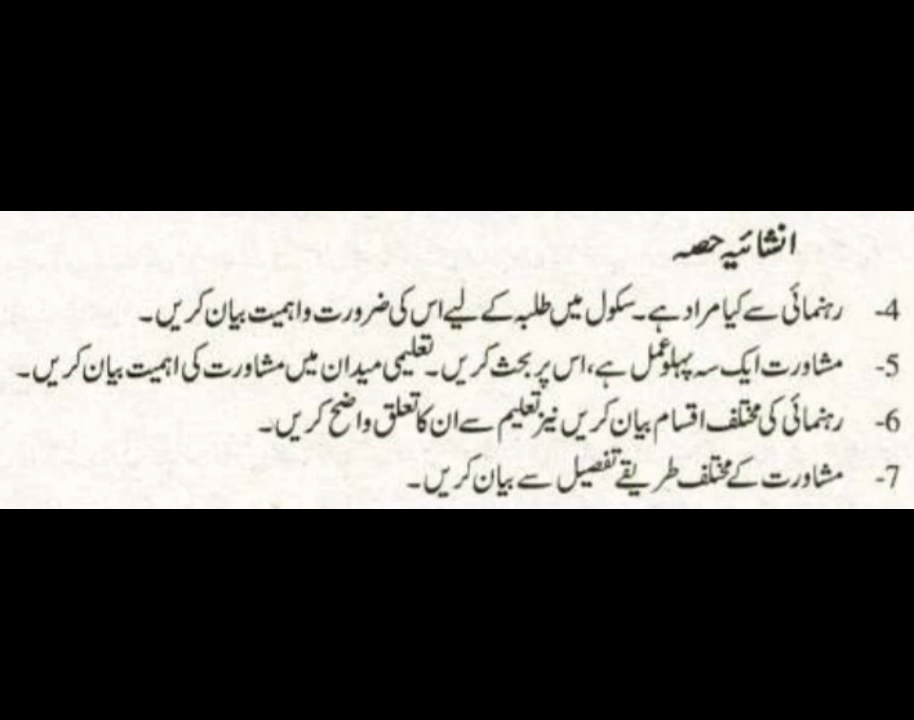 انشائیہ حصہ
4- رہنمائی سے کیا مراد ہے۔ سکول میں طلبہ کے لیے اس کی ضرورت واہمیت بیان کریں۔
5- مشاورت ایک سہ پہلو عمل ہے، اس پر بحث کریں۔ تعلیمی میدان میں مشاورت کی اہمیت بیان کریں۔
6- رہنمائی کی مختلف اقسام بیان کریں نیز تعلیم سے ان کا تعلق واضح کریں۔
7- مشاورت کے مختلف طریقے تفصیل سے بیان کریں۔